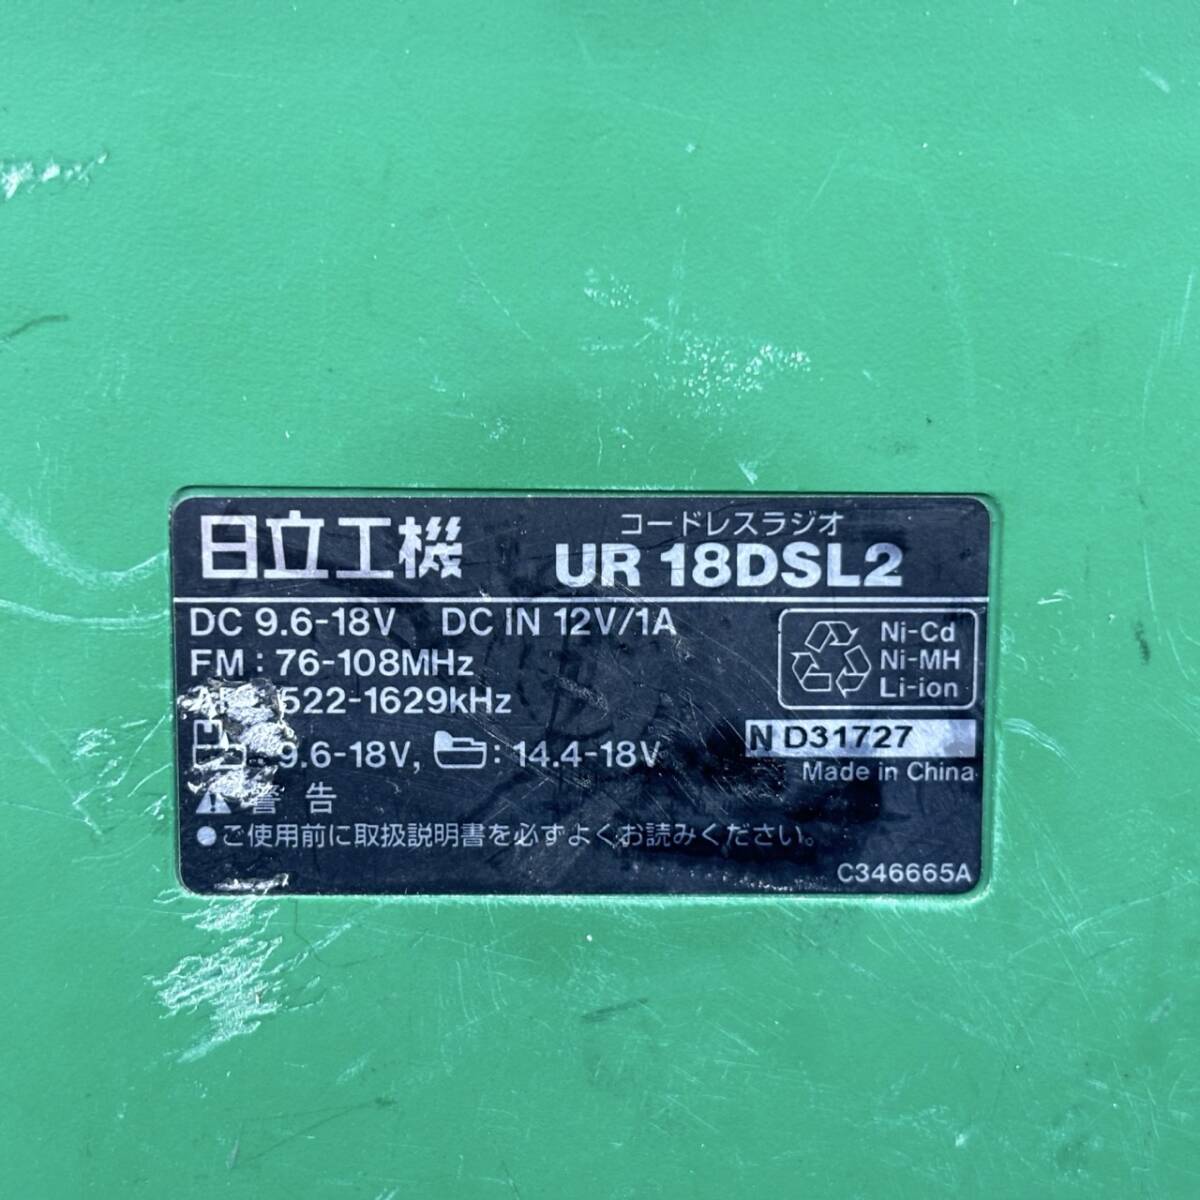 日立工機
コードレスラジオ
UR 18DSL2
DC 9.6-18V DC IN 12V/1A
FM : 76-108MHz
522-1629kHz
9.6-18V, : 14.4-18V
Ni-Cd
Ni-MH
Li-ion
N D31727
Made in China
警 告
●ご使用前に取扱説明書を必ずよくお読みください。
C346665A